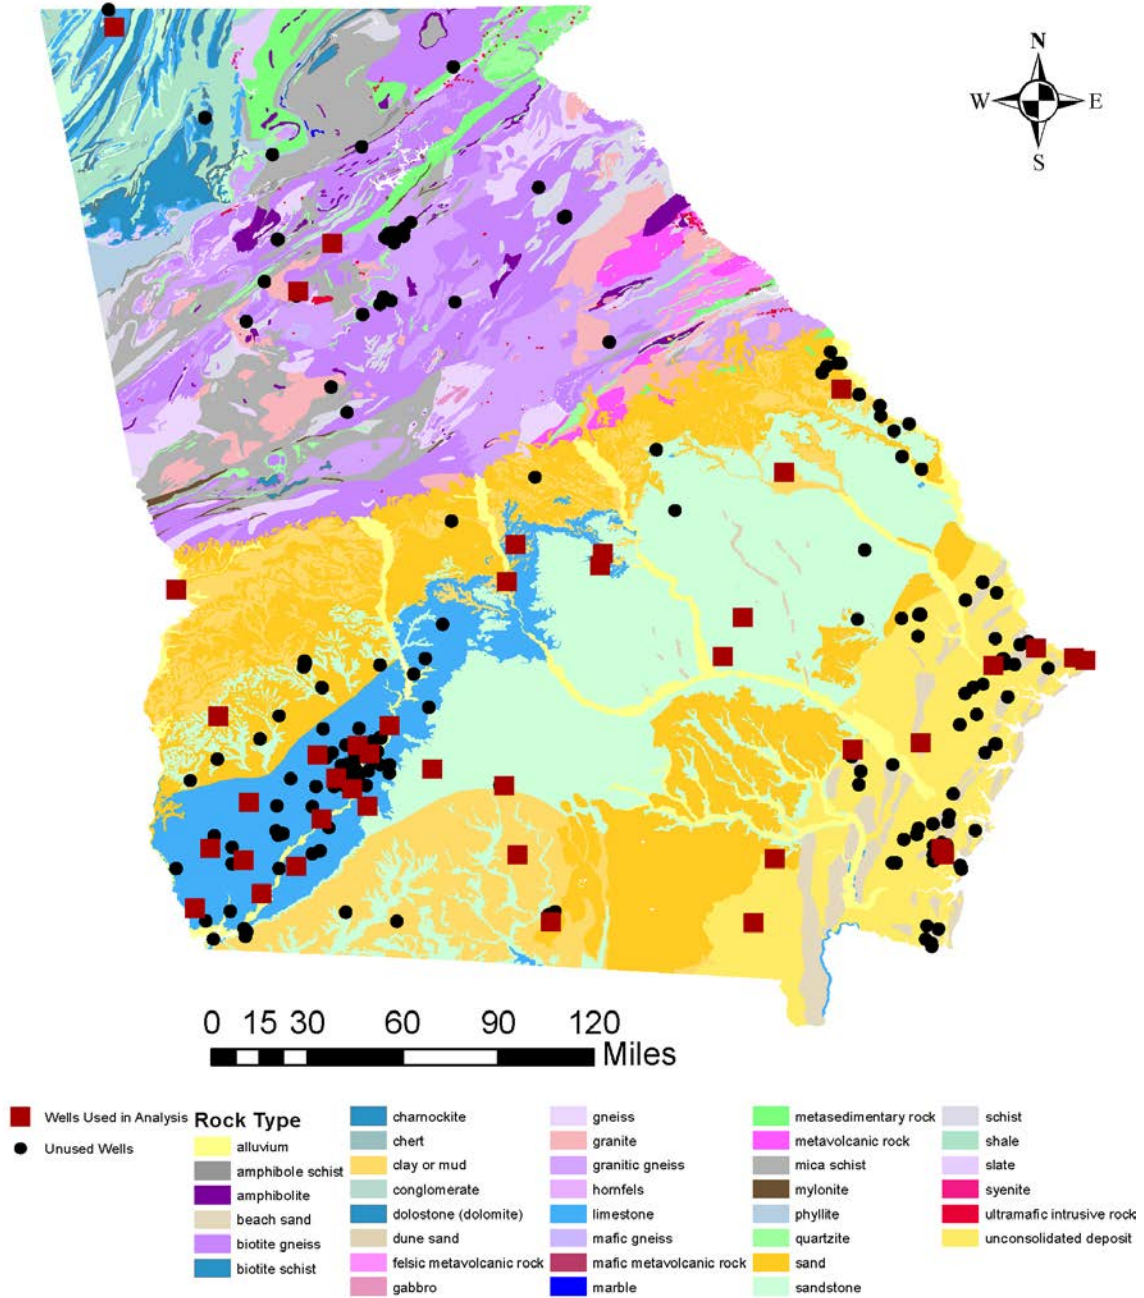 N
W E
S
0 15 30 60 90 120
Miles
Wells Used in Analysis
Unused Wells
Rock Type
alluvium
amphibole schist
amphibolite
beach sand
biotite gneiss
biotite schist
charnockite
chert
clay or mud
conglomerate
dolostone (dolomite)
dune sand
felsic metavolcanic rock
gabbro
gneiss
granite
granitic gneiss
hornfels
limestone
mafic gneiss
mafic metavolcanic rock
marble
metasedimentary rock
metavolcanic rock
mica schist
mylonite
phyllite
quartzite
sand
sandstone
schist
shale
slate
syenite
ultramafic intrusive rock
unconsolidated deposit